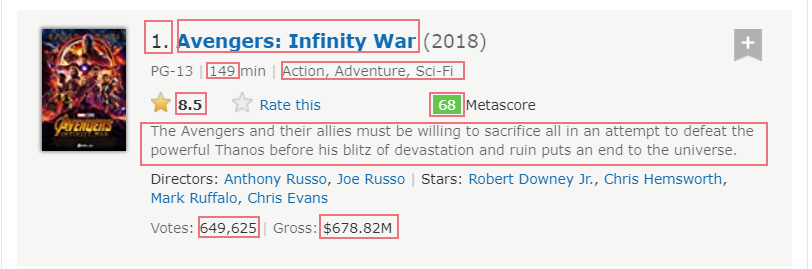 1. Avengers: Infinity War (2018)
PG-13 | 149 min | Action, Adventure, Sci-Fi
8.5 Rate this 68 Metascore
The Avengers and their allies must be willing to sacrifice all in an attempt to defeat the
powerful Thanos before his blitz of devastation and ruin puts an end to the universe.
Directors: Anthony Russo, Joe Russo | Stars: Robert Downey Jr., Chris Hemsworth,
Mark Ruffalo, Chris Evans
Votes: 649,625 | Gross: $678.82M
AVENGERS
INFINITY WAR